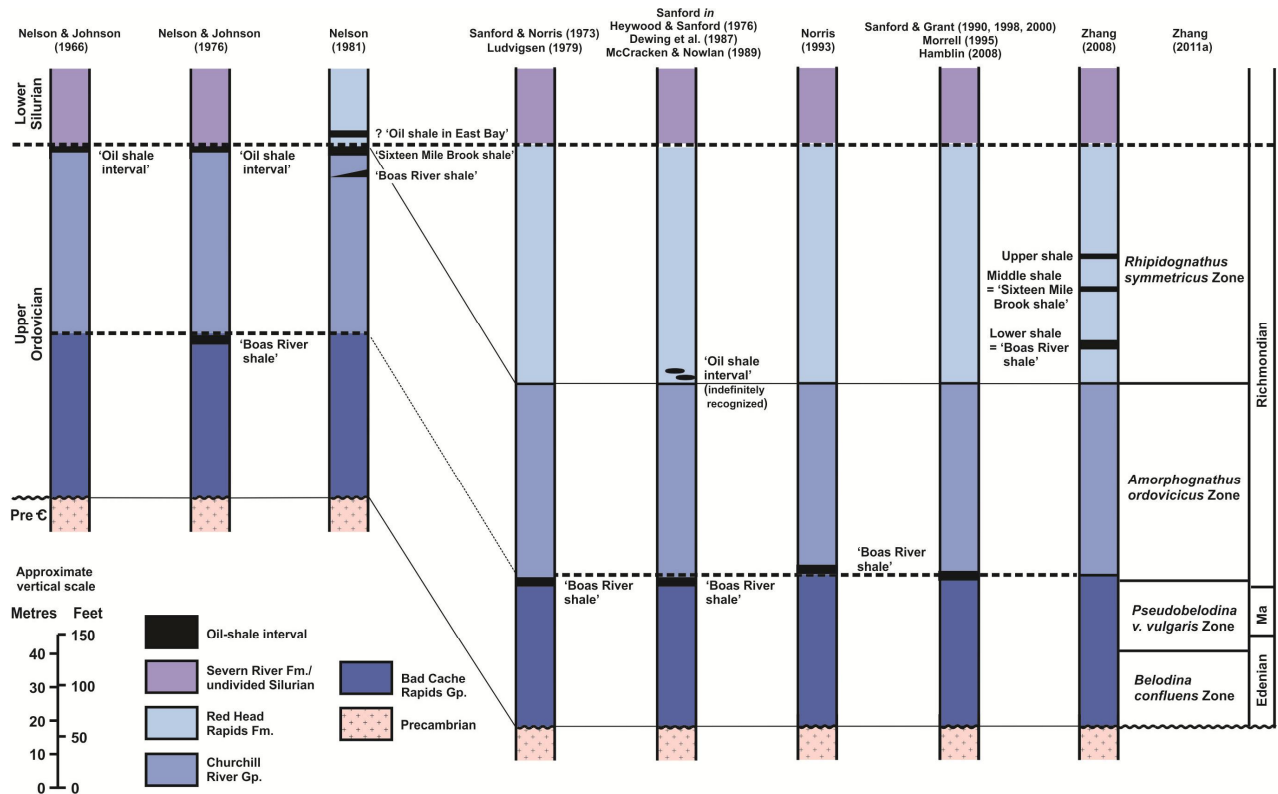 Nelson & Johnson
(1966)
Nelson & Johnson
(1976)
Nelson
(1981)
Sanford & Norris (1973)
Ludvigsen (1979)
Sanford in
Heywood & Sanford (1976)
Dewing et al. (1987)
McCracken & Nowlan (1989)
Norris
(1993)
Sanford & Grant (1990, 1998, 2000)
Morrell (1995)
Hamblin (2008)
Zhang
(2008)
Zhang
(2011a)
Lower
Silurian
Upper
Ordovician
Pre Ꞓ
‘Oil shale
interval’
‘Oil shale
interval’
‘Boas River
shale’
? ‘Oil shale in East Bay’
‘Sixteen Mile Brook shale’
‘Boas River shale’
‘Boas River
shale’
‘Oil shale
interval’
(indefinitely
recognized)
‘Boas River
shale’
‘Boas River
shale’
Upper shale
Middle shale
= ‘Sixteen Mile
Brook shale’
Lower shale
= ‘Boas River
shale’
Rhipidognathus
symmetricus Zone
Amorphognathus
ordovicicus Zone
Pseudobelodina
v. vulgaris Zone
Belodina
confluens Zone
Richmondian
Ma
Edenian
Approximate
vertical scale
Metres Feet
150
40
30 100
20
50
10
0 0
Oil-shale interval
Severn River Fm./
undivided Silurian
Red Head
Rapids Fm.
Churchill
River Gp.
Bad Cache
Rapids Gp.
Precambrian